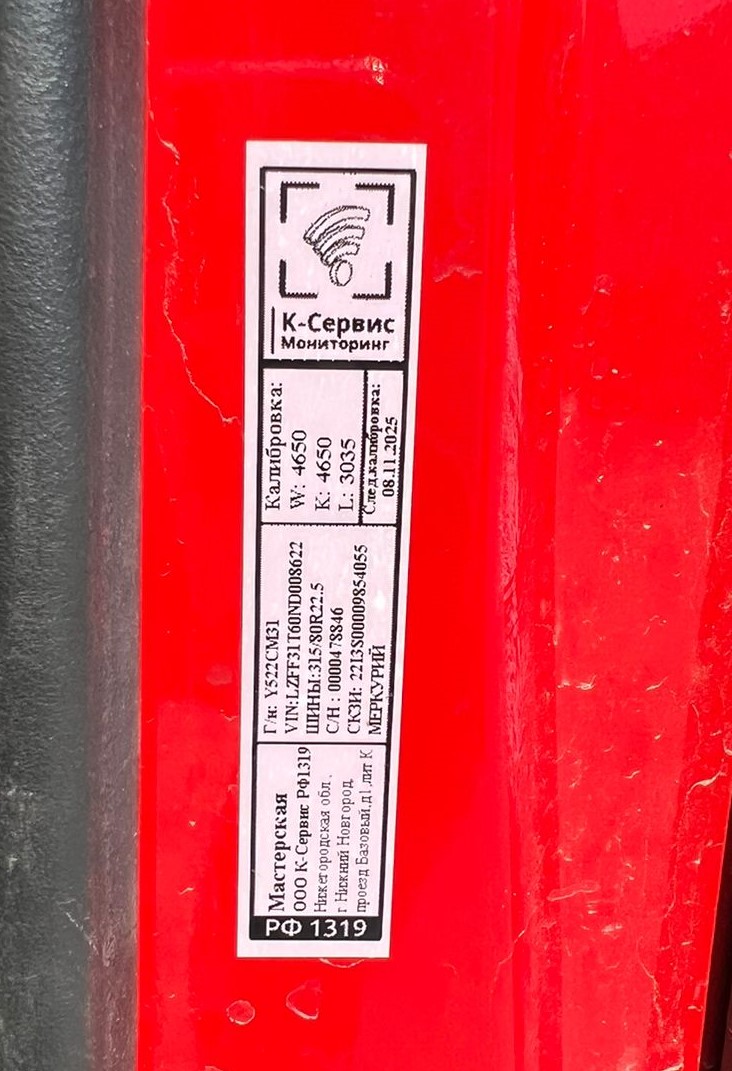 К-Сервис
Мониторинг
Калибровка:
W: 4650
K: 4650
L: 3035
След.калибровка:
08.11.2025
Г/н: У522СМ31
VIN:LZFF31T60ND008622
ШИНЫ:315/80R22.5
С/Н : 0000478846
СКЗИ: 2213S00009854055
МЕРКУРИЙ
Мастерская
ООО К-Сервис РФ1319
Нижегородская обл.,
г.Нижний Новгород,
проезд Базовый,д1,лит К
РФ 1319